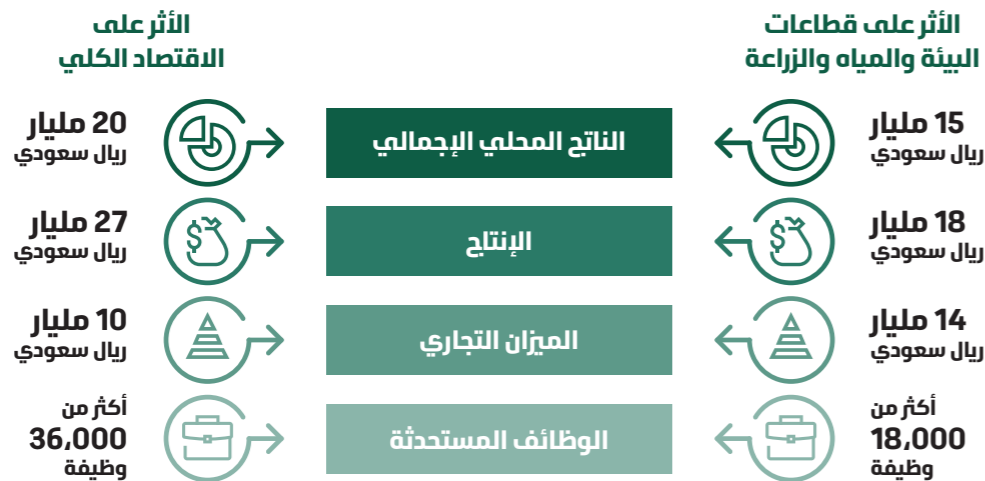 الأثر على قطاعات
البيئة والمياه والزراعة
الأثر على
الاقتصاد الكلي
15 مليار
ريال سعودي
الناتج المحلي الإجمالي
20 مليار
ريال سعودي
18 مليار
ريال سعودي
الإنتاج
27 مليار
ريال سعودي
14 مليار
ريال سعودي
الميزان التجاري
10 مليار
ريال سعودي
أكثر من
18،000
وظيفة
الوظائف المستحدثة
أكثر من
36،000
وظيفة